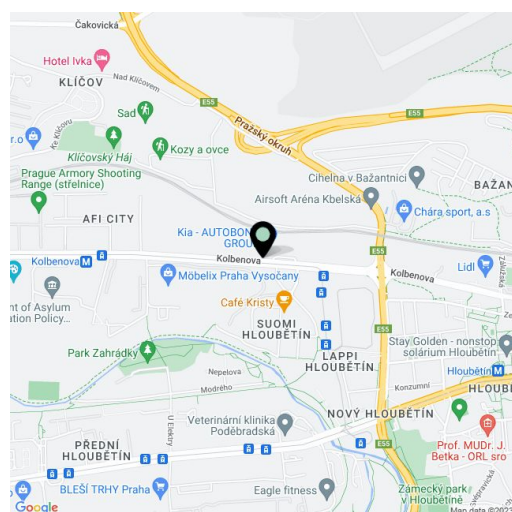 Čakovická
Hotel Ivka
KLÍČOV
Nad Klíčovem
E55
E55
Sad
Ke Klíčovu
Pražský okruh
r.o
Klíčovský Háj
Kozy a ovce
Cihelna v Bažantnici
Prague Armory Shooting
Range (střelnice)
BAŽAN
Airsoft Aréna Kbelská
AFI CITY
Chára sport, a.s
Kia - AUTOBON
GROU
Kolbenova
Kolbenova
E55
Kolbenova
Lidl
Zálužská
Möbelix Praha Vysočany
nt of Asylum
ation Policy...
Café Kristy
SUOMI
HLOUBĚTÍN
Stay Golden - nonstop
solárium Hloubětín
Park Zahrádky
LAPPI
HLOUBĚTÍN
Hloubětín
Nepelova
Modrého
Konzumní
HLOUB
U Elektry
NOVÝ HLOUBĚTÍN
Veterinární klinika
Poděbradská
PŘEDNÍ
HLOUBĚTÍN
E55
Prof. MUDr. J.
Betka - ORL sro
BLEŠÍ TRHY Praha
Eagle fitness
Zámecký park
v Hloubětíně
Google
Map data ©202